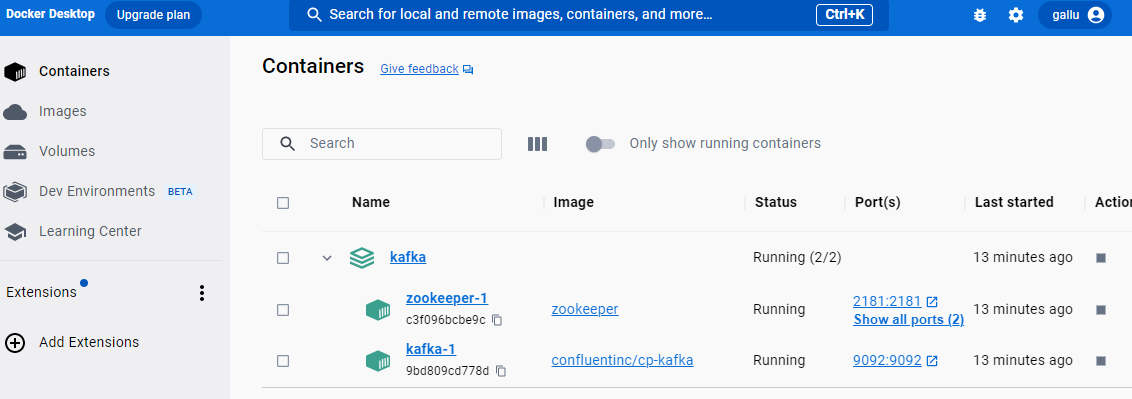 Docker Desktop Upgrade plan Search for local and remote images, containers, and more... Ctrl+K gallu
Containers
Images
Volumes
Dev Environments BETA
Learning Center
Extensions
Add Extensions
Containers Give feedback
Search Only show running containers
Name Image Status Port(s) Last started Action
kafka Running (2/2) 13 minutes ago
zookeeper-1 zookeeper Running 2181:2181 13 minutes ago
c3f096bcbe9c Show all ports (2)
kafka-1 confluentinc/cp-kafka Running 9092:9092 13 minutes ago
9bd809cd778d